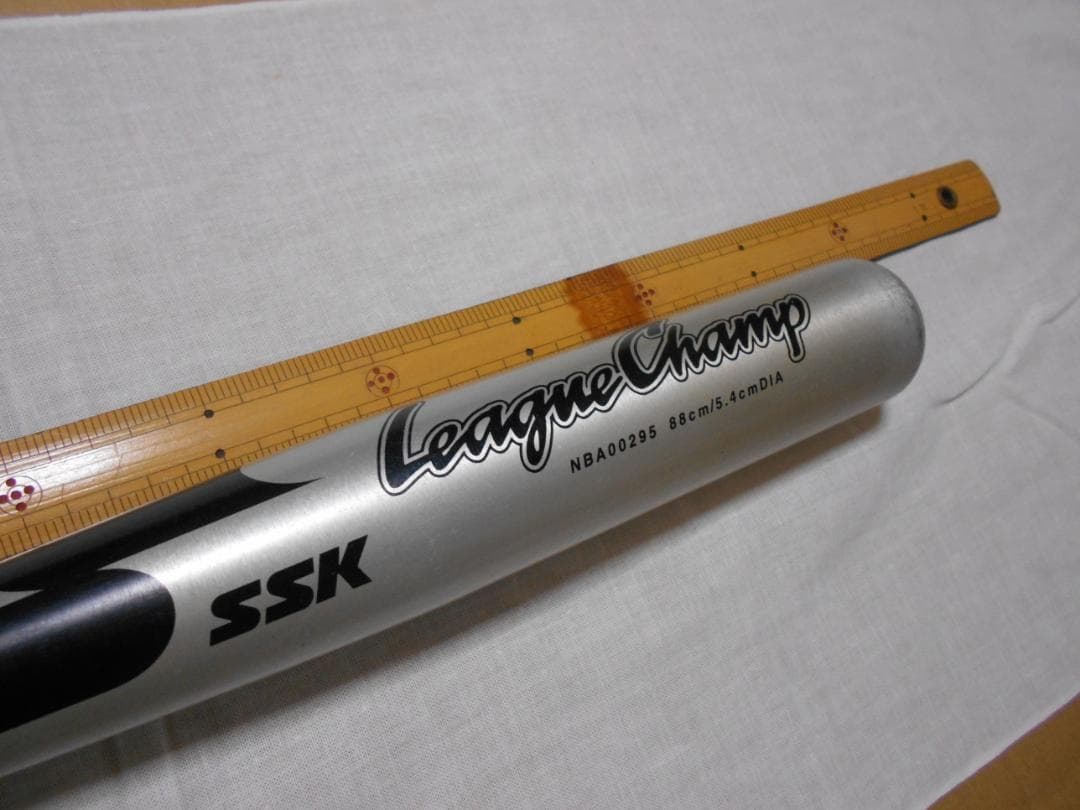 League Champ
NBA00295 88cm/5.4cmDIA
SSK